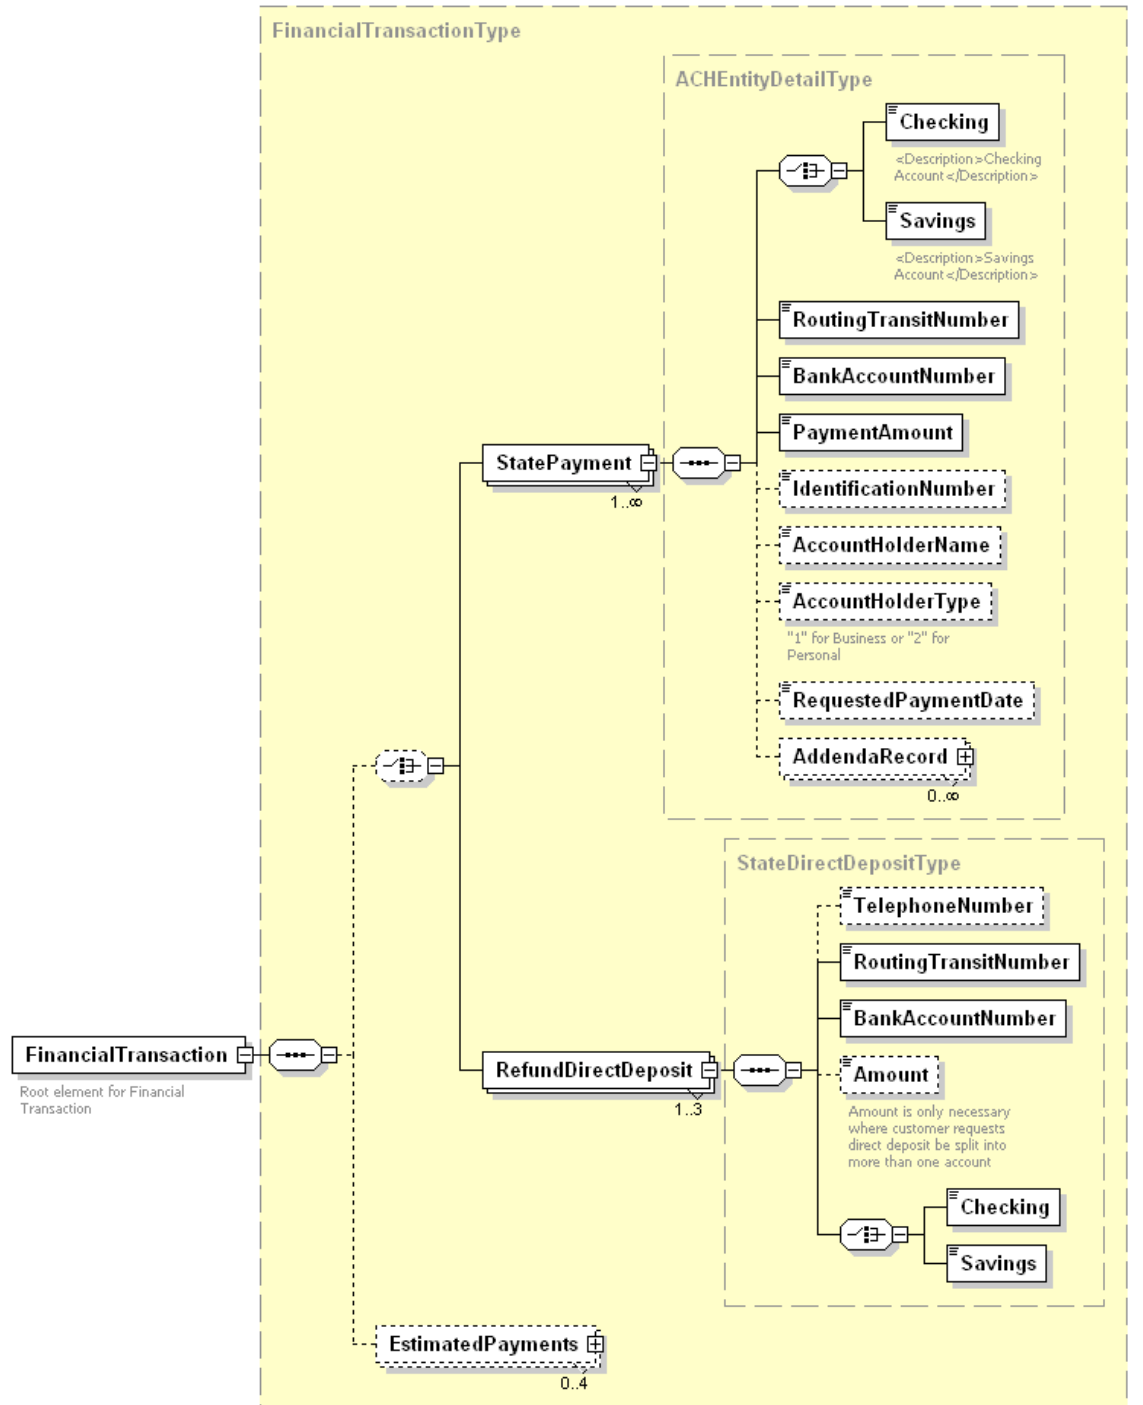 FinancialTransactionType
ACHEntityDetailType
Checking
<Description>Checking
Account</Description>
Savings
<Description>Savings
Account</Description>
RoutingTransitNumber
BankAccountNumber
PaymentAmount
StatePayment
1..∞
IdentificationNumber
AccountHolderName
AccountHolderType
"1" for Business or "2" for
Personal
RequestedPaymentDate
AddendaRecord
0..∞
StateDirectDepositType
TelephoneNumber
RoutingTransitNumber
BankAccountNumber
FinancialTransaction
Root element for Financial
Transaction
RefundDirectDeposit
1..3
Amount
Amount is only necessary
where customer requests
direct deposit be split into
more than one account
Checking
Savings
EstimatedPayments
0..4